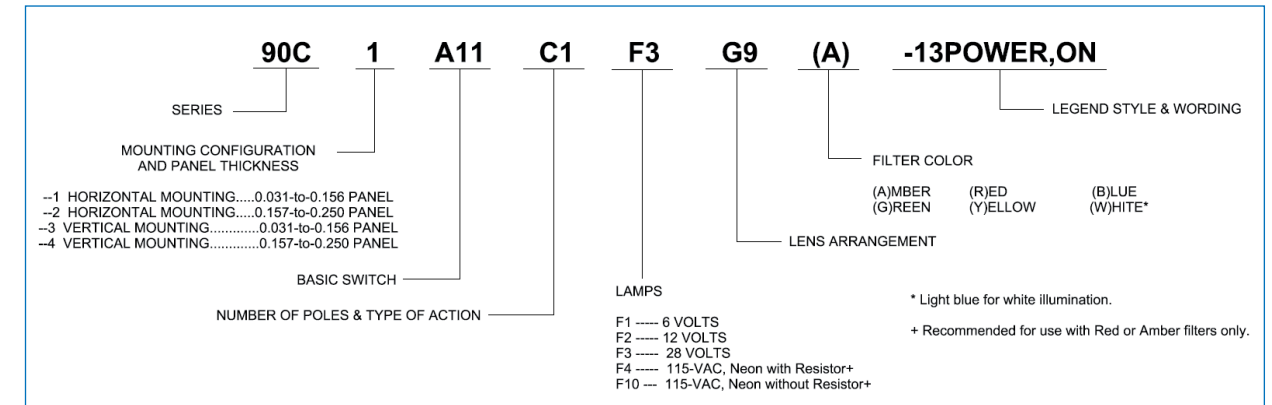 90C 1 A11 C1 F3 G9 (A) -13POWER,ON
SERIES
LEGEND STYLE & WORDING
MOUNTING CONFIGURATION
AND PANEL THICKNESS
--1 HORIZONTAL MOUNTING.....0.031-to-0.156 PANEL
--2 HORIZONTAL MOUNTING.....0.157-to-0.250 PANEL
--3 VERTICAL MOUNTING............0.031-to-0.156 PANEL
--4 VERTICAL MOUNTING............0.157-to-0.250 PANEL
FILTER COLOR
(A)MBER (R)ED (B)LUE
(G)REEN (Y)ELLOW (W)HITE*
LENS ARRANGEMENT
BASIC SWITCH
NUMBER OF POLES & TYPE OF ACTION
LAMPS
F1 ----- 6 VOLTS
F2 ----- 12 VOLTS
F3 ----- 28 VOLTS
F4 ----- 115-VAC, Neon with Resistor+
F10 --- 115-VAC, Neon without Resistor+
* Light blue for white illumination.
+ Recommended for use with Red or Amber filters only.